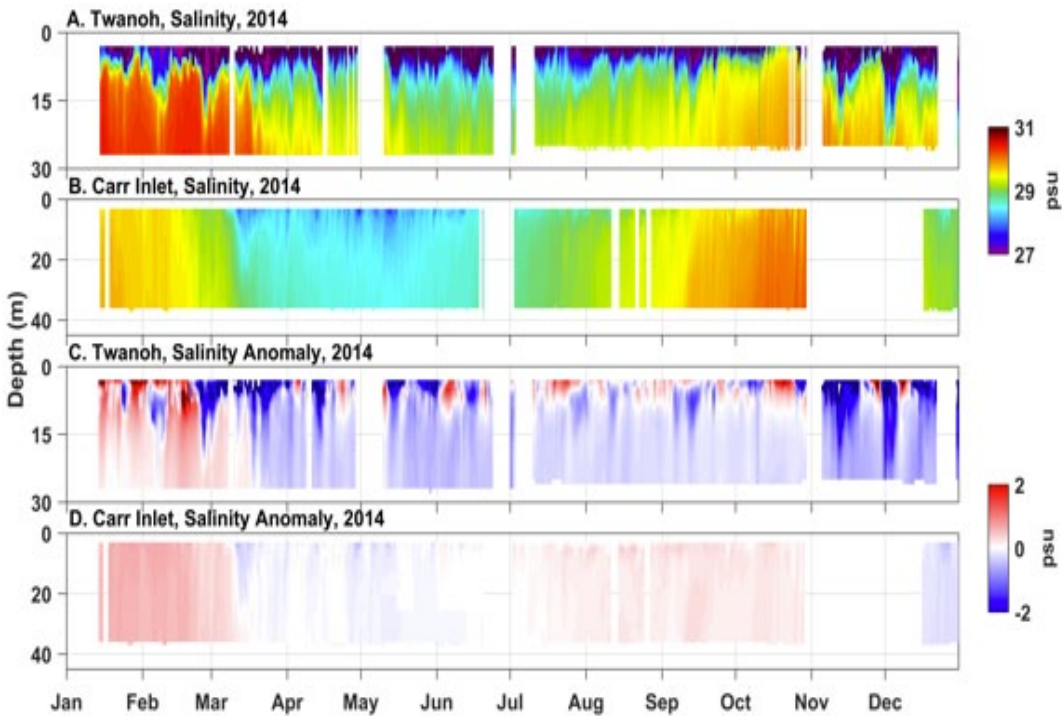 A. Twanoh, Salinity, 2014
0
15
30
B. Carr Inlet, Salinity, 2014
0
20
40
C. Twanoh, Salinity Anomaly, 2014
0
15
30
D. Carr Inlet, Salinity Anomaly, 2014
0
20
40
Depth (m)
Jan Feb Mar Apr May Jun Jul Aug Sep Oct Nov Dec
31
29
27
psu
2
0
-2
psu